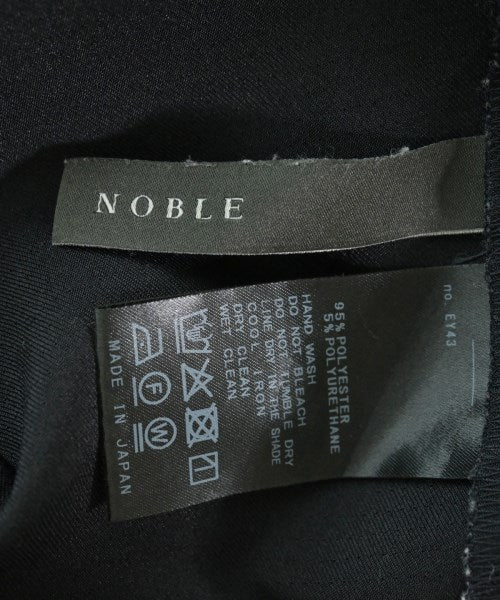 NOBLE
no. EY43
95% POLYESTER
5% POLYURETHANE
HAND WASH
DO NOT BLEACH
DO NOT TUMBLE DRY
LINE DRY IN THE SHADE
COOL IRON
DRY CLEAN
WET CLEAN
F
W
MADE IN JAPAN